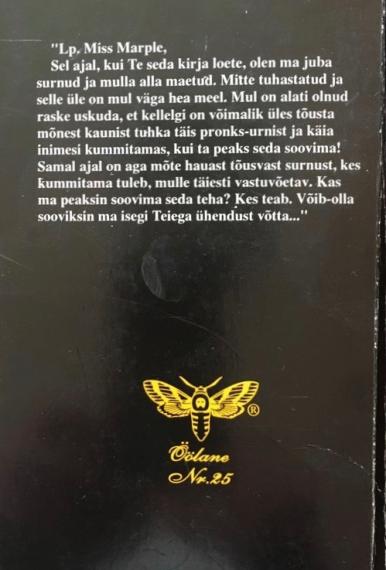 "Lp. Miss Marple,
Sel ajal, kui Te seda kirja loete, olen ma juba
surnud ja mulla alla maetud. Mitte tuhastatud ja
selle üle on mul väga hea meel. Mul on alati olnud
raske uskuda, et kellelgi on võimalik üles tõusta
mõnest kaunist tuhka täis pronks-urnist ja käia
inimesi kummitamas, kui ta peaks seda soovima!
Samal ajal on aga mõte hauast tõusvast surnust, kes
kummitama tuleb, mulle täiesti vastuvõetav. Kas
ma peaksin soovima seda teha? Kes teab. Võib-olla
sooviksin ma isegi Teiega ühendust võtta..."
®
Öölane
Nr.25